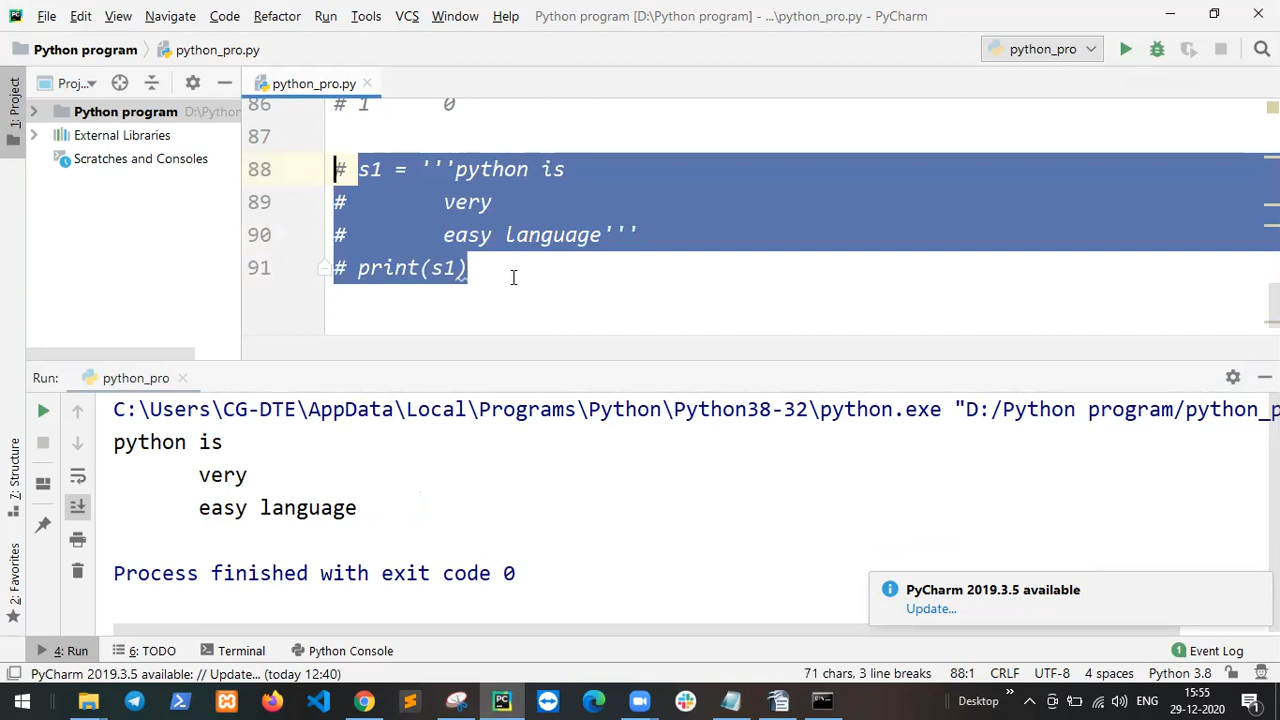 File Edit View Navigate Code Refactor Run Tools VCS Window Help Python program [D:\Python program] - ...\python_pro.py - PyCharm
Python program python_pro.py python_pro
1: Project
Proj... python_pro.py
Python program D:\Python
External Libraries
Scratches and Consoles
86 # 1 0
87
88 # s1 = '''python is
89 # very
90 # easy language'''
91 # print(s1)
Run: python_pro
C:\Users\CG-DTE\AppData\Local\Programs\Python\Python38-32\python.exe "D:/Python program/python_p
python is
very
easy language
Process finished with exit code 0
7: Structure
2: Favorites
PyCharm 2019.3.5 available
Update...
4: Run 6: TODO Terminal Python Console 1 Event Log
PyCharm 2019.3.5 available // Update... (today 12:40) 71 chars, 3 line breaks 88:1 CRLF UTF-8 4 spaces Python 3.8
Desktop » ENG 15:55
29-12-2020 1